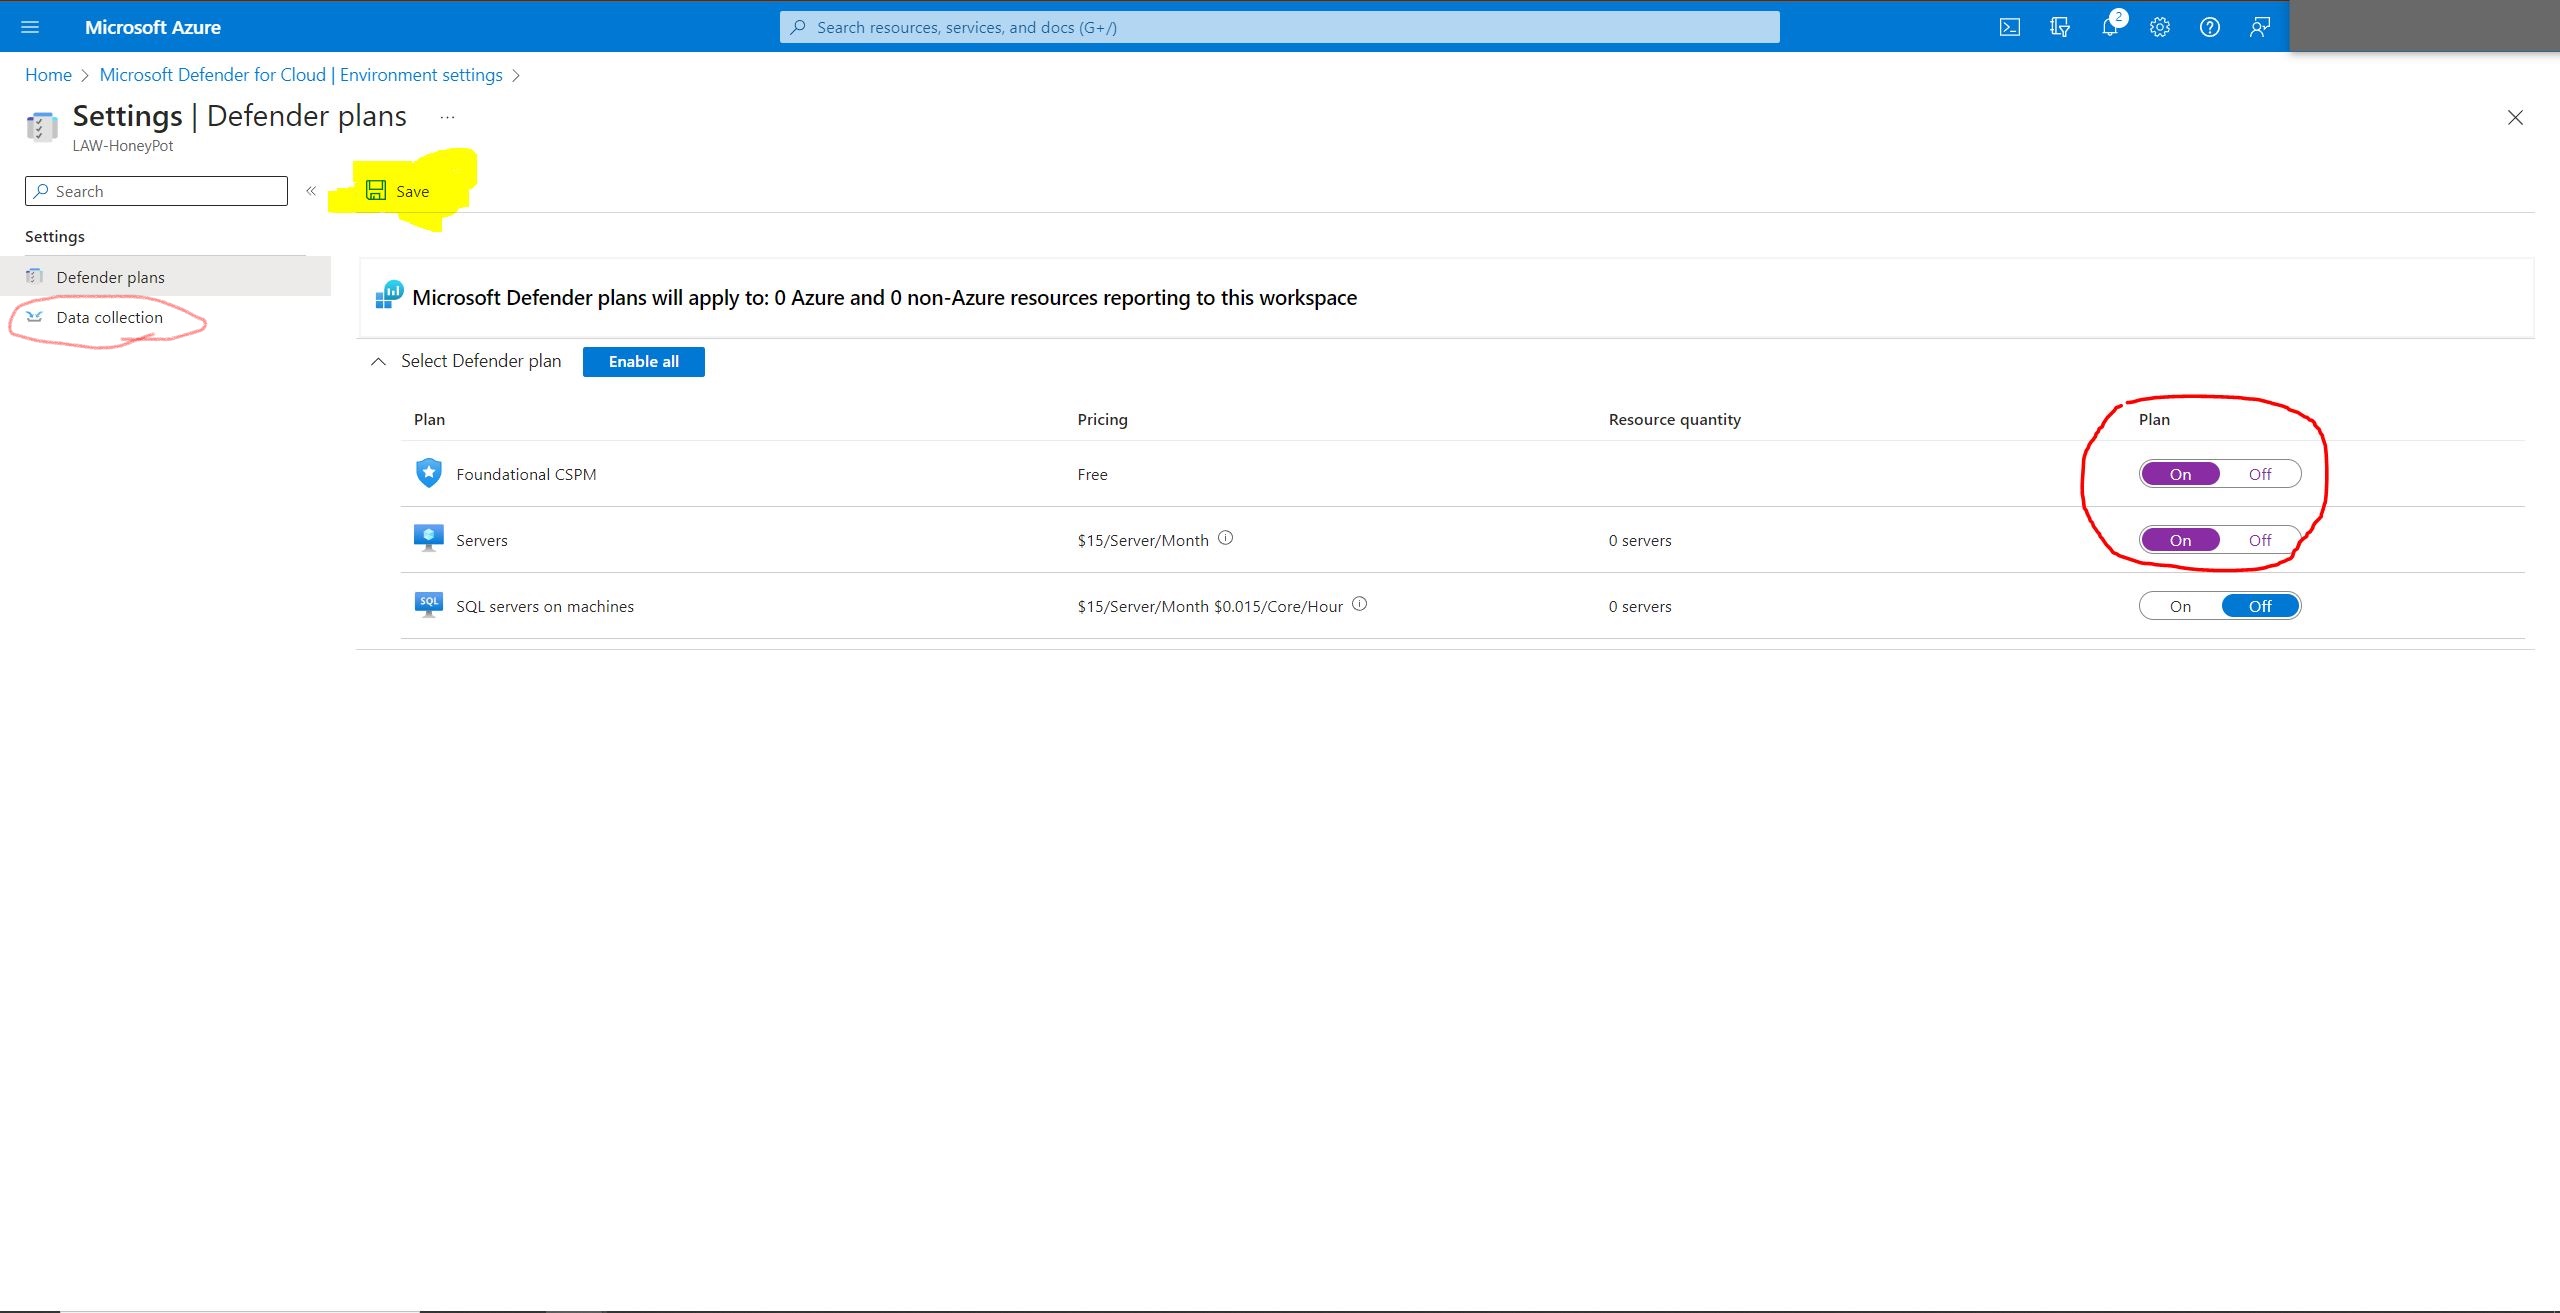 Microsoft Azure
Search resources, services, and docs (G+/)
2
Home > Microsoft Defender for Cloud | Environment settings >
Settings | Defender plans ...
LAW-HoneyPot
Search «
Save
Settings
Defender plans
Data collection
Microsoft Defender plans will apply to: 0 Azure and 0 non-Azure resources reporting to this workspace
Select Defender plan Enable all
Plan Pricing Resource quantity Plan
Foundational CSPM Free On Off
Servers $15/Server/Month 0 servers On Off
SQL SQL servers on machines $15/Server/Month $0.015/Core/Hour 0 servers On Off